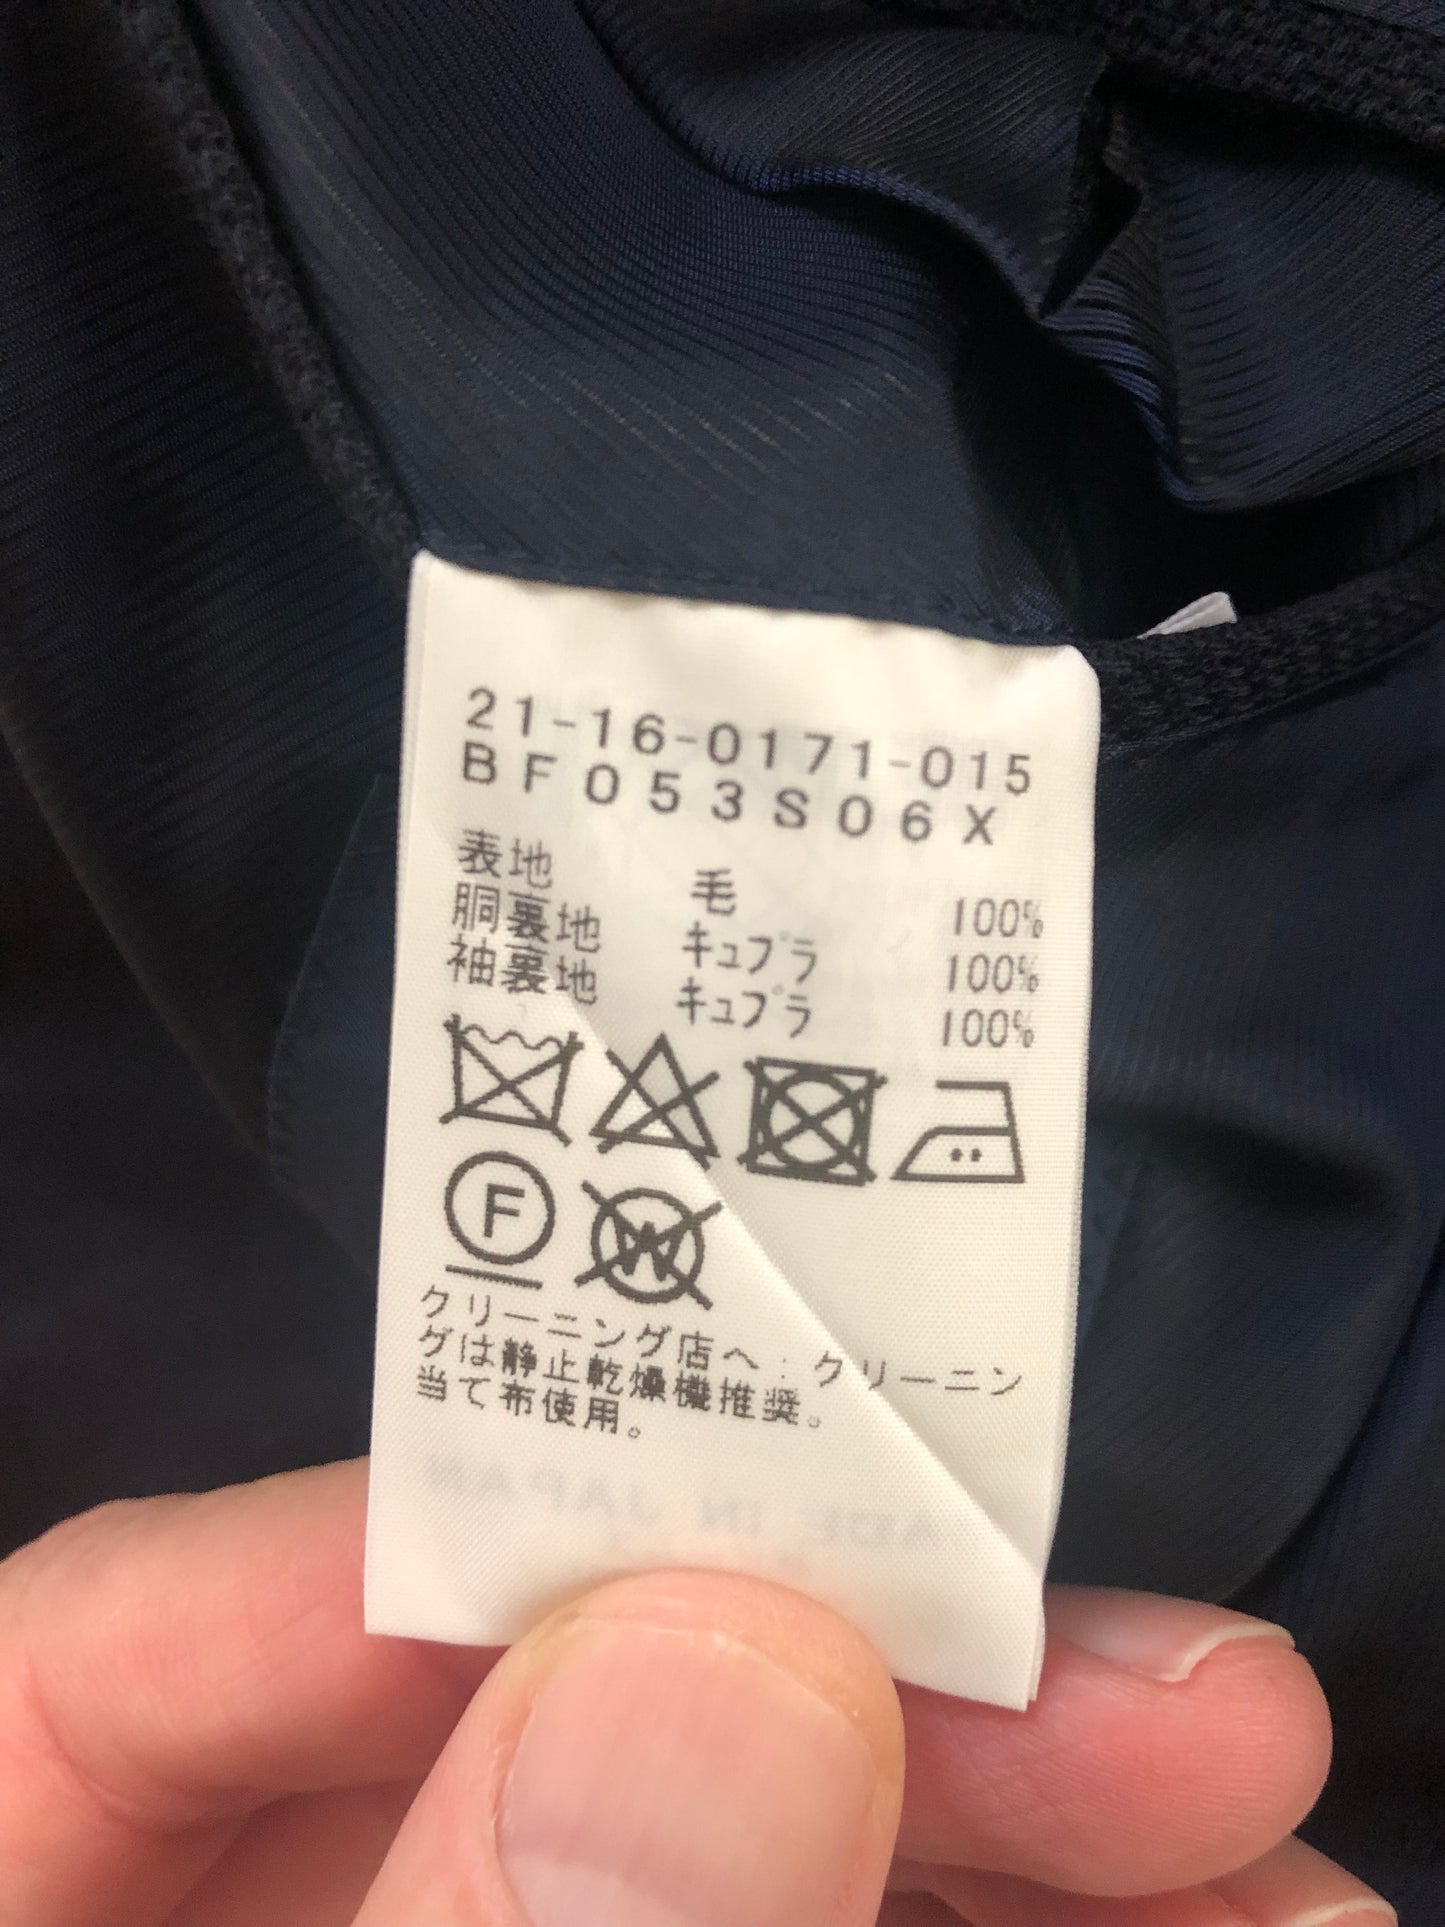 21-16-0171-015
BF053S06X
表地 毛 100%
胴裏地 キュプラ 100%
袖裏地 キュプラ 100%
F W
クリーニング店へ：クリーニン
グは静止乾燥機推奨。
当て布使用。